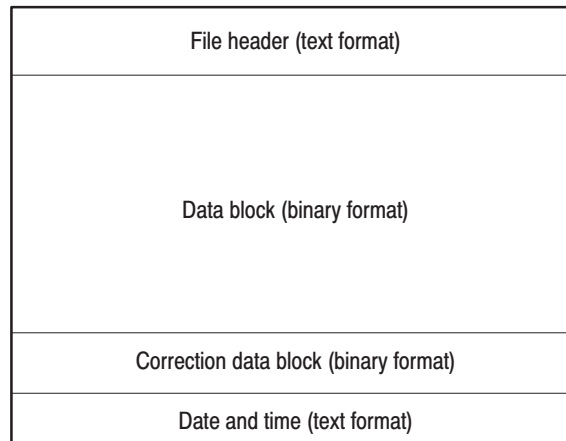 File header (text format)
Data block (binary format)
Correction data block (binary format)
Date and time (text format)